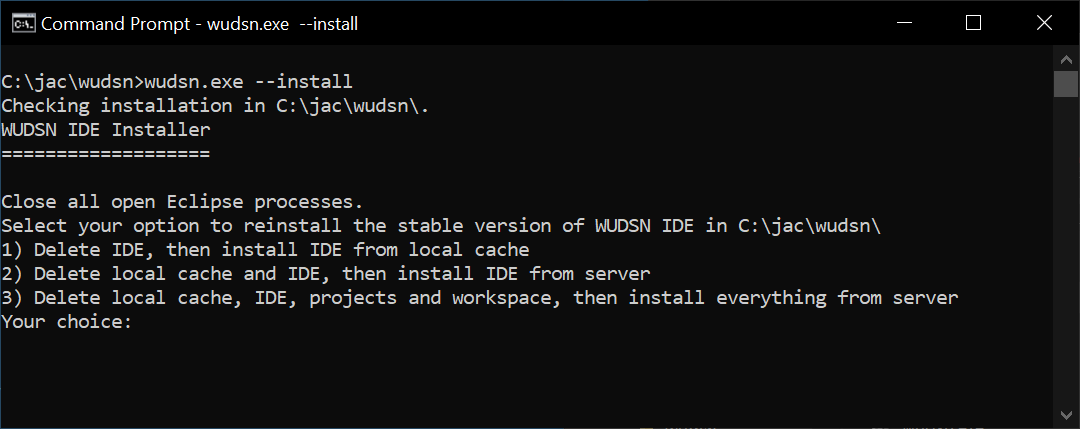 Command Prompt - wudsn.exe --install
C:\jac\wudsn>wudsn.exe --install
Checking installation in C:\jac\wudsn\.
WUDSN IDE Installer
===================
Close all open Eclipse processes.
Select your option to reinstall the stable version of WUDSN IDE in C:\jac\wudsn\
1) Delete IDE, then install IDE from local cache
2) Delete local cache and IDE, then install IDE from server
3) Delete local cache, IDE, projects and workspace, then install everything from server
Your choice: